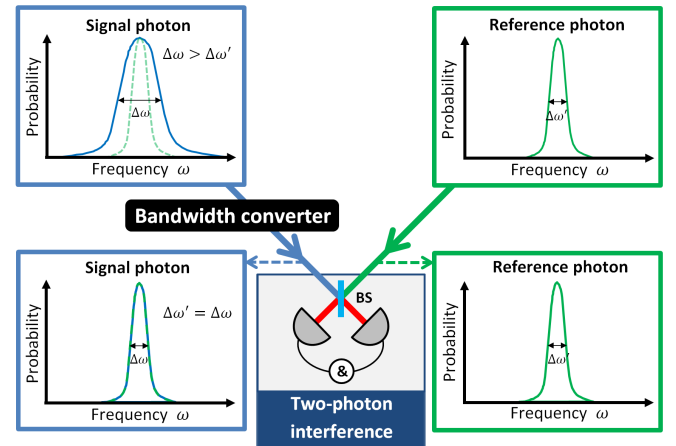 Signal photon
Δω > Δω′
Probability
Δω
Frequency ω
Reference photon
Probability
Δω′
Frequency ω
Bandwidth converter
Signal photon
Δω′ = Δω
Probability
Δω
Frequency ω
BS
&
Two-photon
interference
Reference photon
Probability
Δω′
Frequency ω